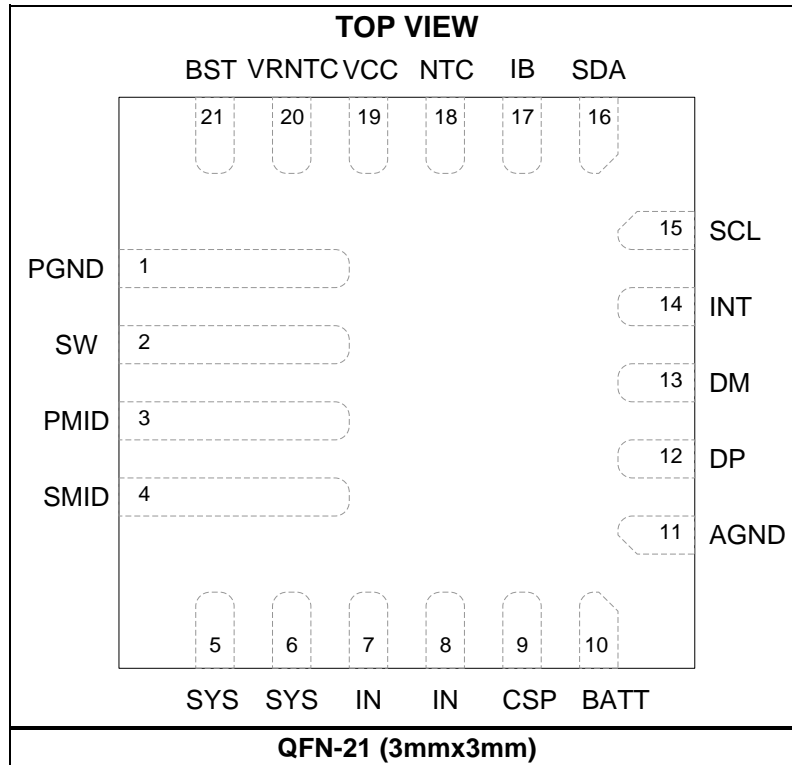 TOP VIEW
BST VRNTC VCC NTC IB SDA
21 20 19 18 17 16
15 SCL
PGND 1
14 INT
SW 2
13 DM
PMID 3
12 DP
SMID 4
11 AGND
5 6 7 8 9 10
SYS SYS IN IN CSP BATT
QFN-21 (3mmx3mm)